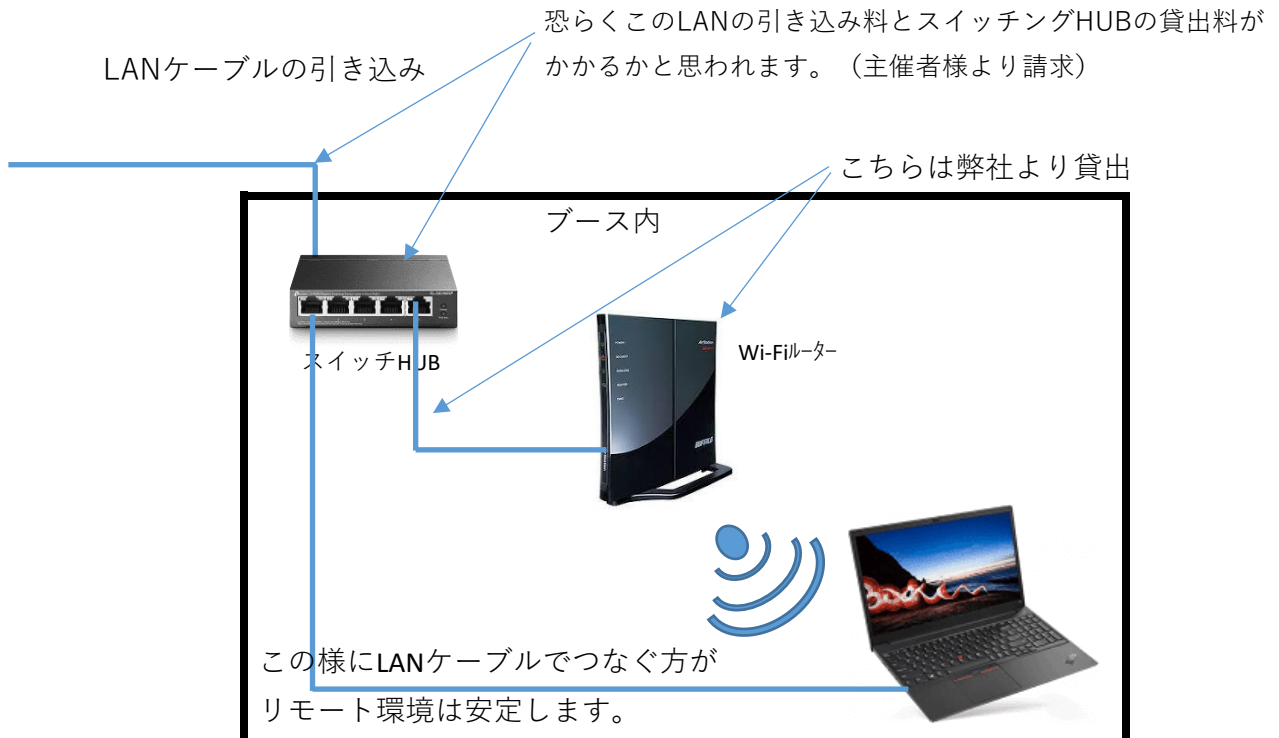 恐らくこのLANの引き込み料とスイッチングHUBの貸出料が
かかるかと思われます。（主催者様より請求）
LANケーブルの引き込み
こちらは弊社より貸出
ブース内
スイッチHUB
Wi-Fiﾙｰﾀｰ
BUFFALO
この様にLANケーブルでつなぐ方が
リモート環境は安定します。